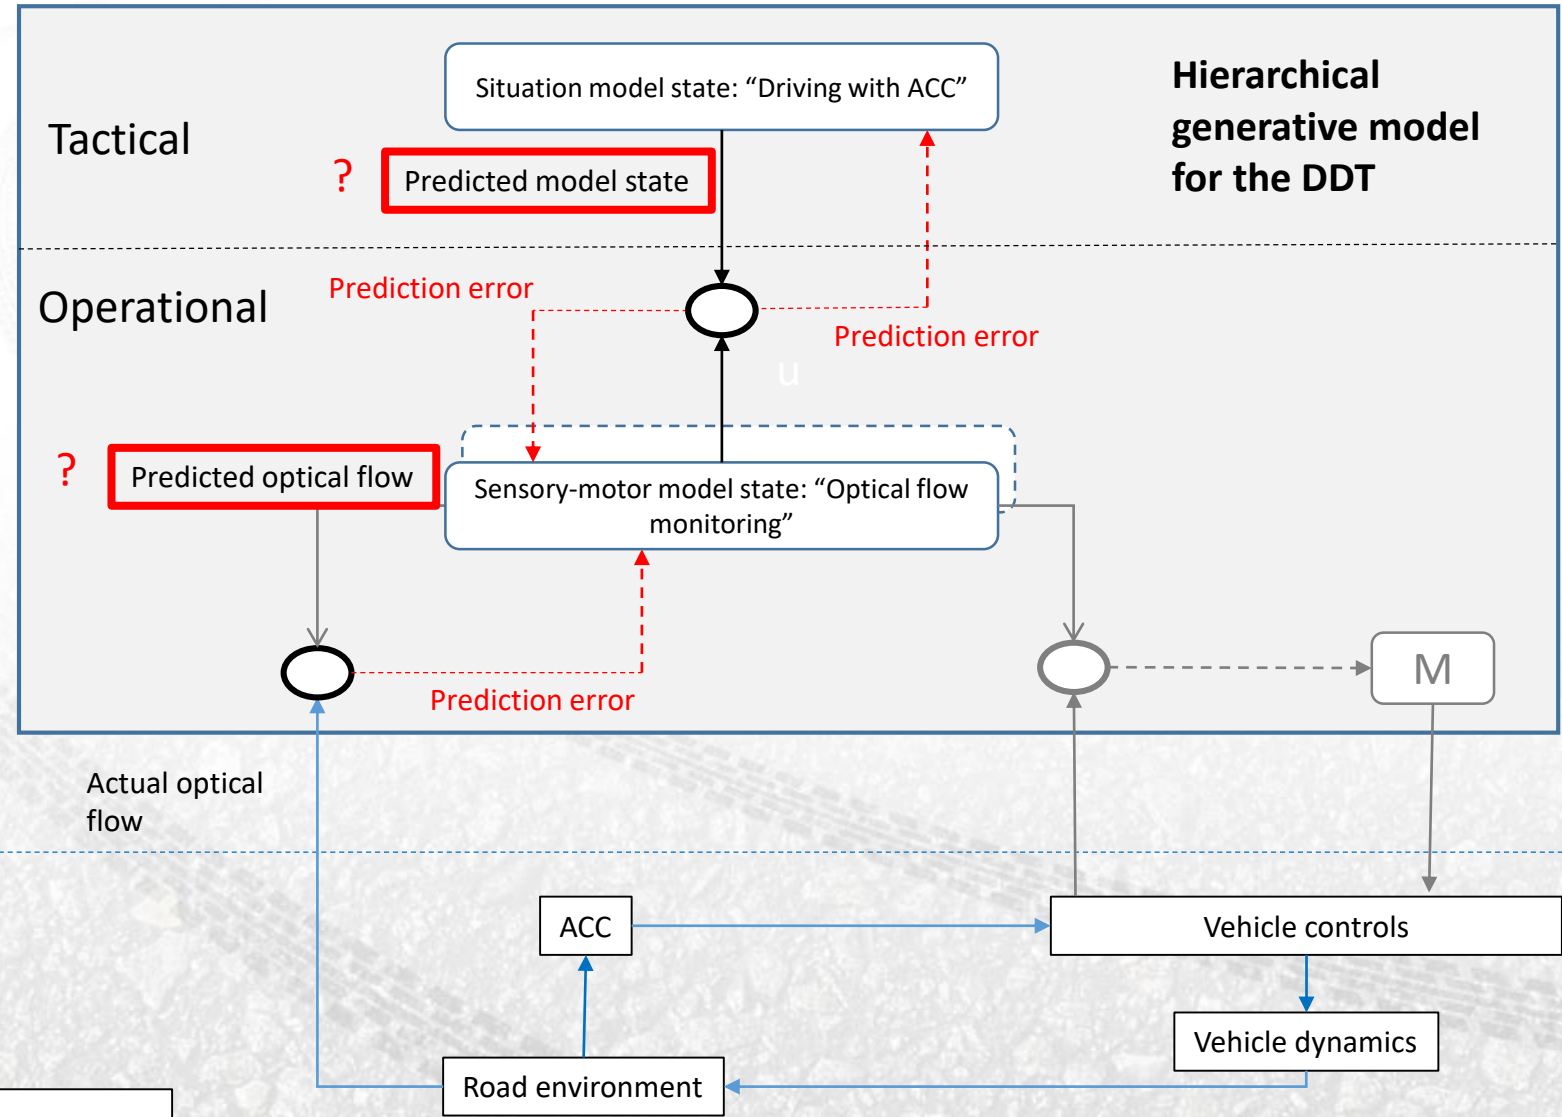 Situation model state: “Driving with ACC”
Hierarchical
generative model
for the DDT
Tactical
?
Predicted model state
Operational
Prediction error
Prediction error
u
?
Predicted optical flow
Sensory-motor model state: “Optical flow
monitoring”
M
Prediction error
Actual optical
flow
ACC
Vehicle controls
Vehicle dynamics
Road environment